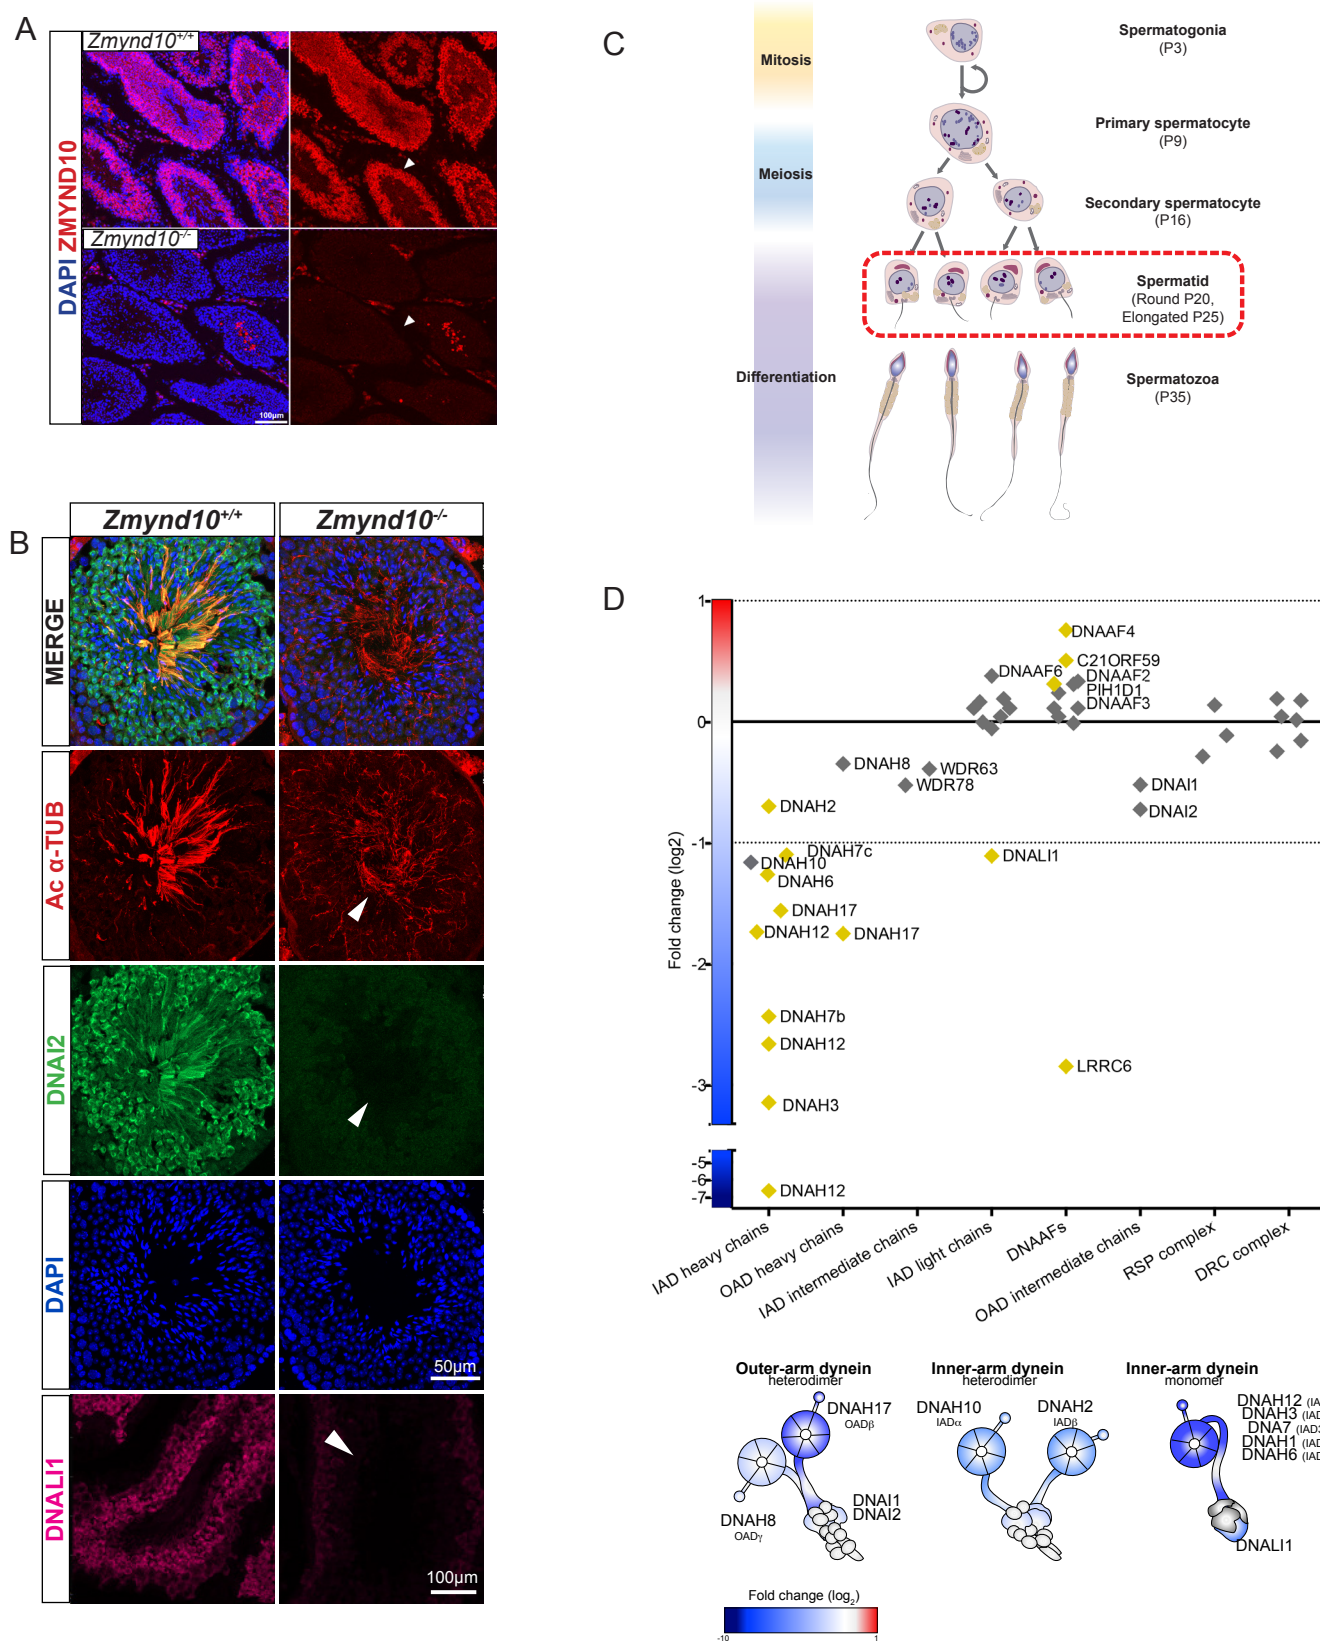 A
Zmynd10+/+
Zmynd10-/-
DAPI ZMYND10
100µm
B
Zmynd10+/+
Zmynd10-/-
MERGE
Ac α-TUB
DNAI2
DAPI
50µm
DNALI1
100µm
C
Mitosis
Meiosis
Differentiation
Spermatogonia
(P3)
Primary spermatocyte
(P9)
Secondary spermatocyte
(P16)
Spermatid
(Round P20,
Elongated P25)
Spermatozoa
(P35)
D
Fold change (log2)
1
0
-1
-2
-3
-5
-6
-7
DNAAF4
C21ORF59
DNAAF6
DNAAF2
PIH1D1
DNAAF3
DNAH8
WDR63
WDR78
DNAI1
DNAI2
DNAH2
DNAH7c
DNAH10
DNALI1
DNAH6
DNAH17
DNAH12
DNAH17
DNAH7b
DNAH12
LRRC6
DNAH3
DNAH12
IAD heavy chains
OAD heavy chains
IAD intermediate chains
IAD light chains
DNAAFs
OAD intermediate chains
RSP complex
DRC complex
Outer-arm dynein
heterodimer
DNAH17
OADβ
DNAH8
OADγ
DNAI1
DNAI2
Inner-arm dynein
heterodimer
DNAH10
IADα
DNAH2
IADβ
Inner-arm dynein
monomer
DNAH12 (IA
DNAH3 (IAD
DNA7 (IAD3
DNAH1 (IAD
DNAH6 (IAD
DNALI1
Fold change (log2)
-10
1